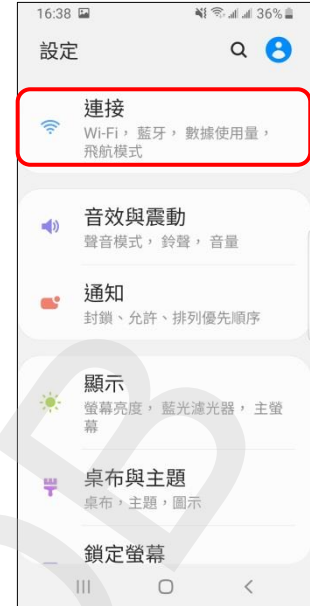 16:38 36%
設定
連接
Wi-Fi， 藍牙， 數據使用量，
飛航模式
音效與震動
聲音模式， 鈴聲， 音量
通知
封鎖、允許、排列優先順序
顯示
螢幕亮度， 藍光濾光器， 主螢
幕
桌布與主題
桌布，主題，圖示
鎖定螢幕